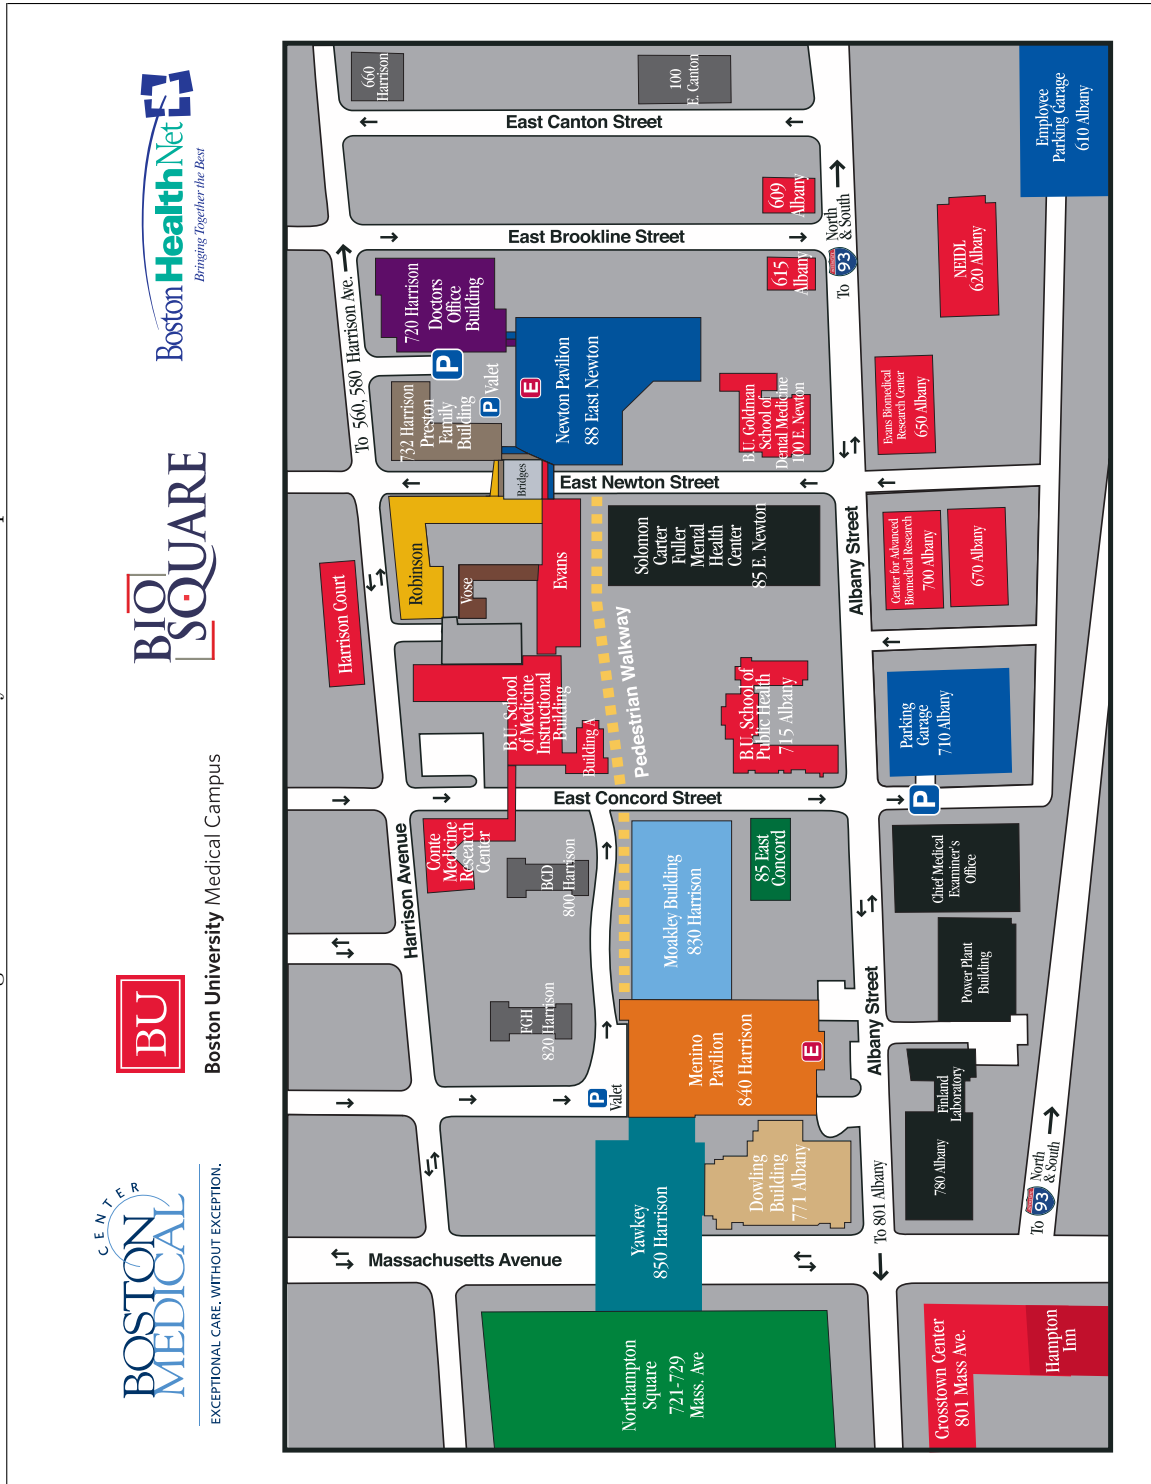 Boston HealthNet
Bringing Together the Best
BIO
SQUARE
BU
Boston University Medical Campus
BOSTON
MEDICAL
CENTER
EXCEPTIONAL CARE. WITHOUT EXCEPTION.
660
Harrison
100
E. Canton
Employee
Parking Garage
610 Albany
East Canton Street
609
Albany
To
93
North
& South
East Brookline Street
615
Albany
NEIDL
620 Albany
To 560, 580 Harrison Ave.
720 Harrison
Doctors
Office
Building
P
P
Valet
E
Newton Pavilion
88 East Newton
732 Harrison
Preston
Family
Building
B.U. Goldman
School of
Dental Medicine
100 E. Newton
Evans Biomedical
Research Center
650 Albany
Bridges
East Newton Street
Robinson
Vose
Evans
Solomon
Carter
Fuller
Mental
Health
Center
85 E. Newton
Albany Street
Center for Advanced
Biomedical Research
700 Albany
670 Albany
Harrison Court
Pedestrian Walkway
B.U. School
of Medicine
Instructional
Building
Building A
B.U. School of
Public Health
715 Albany
Parking
Garage
710 Albany
P
East Concord Street
Harrison Avenue
Conte
Medicine
Research
Center
BCD
800 Harrison
Moakley Building
830 Harrison
85 East
Concord
Chief Medical
Examiner's
Office
Power Plant
Building
FGH
820 Harrison
P
Valet
Menino
Pavilion
840 Harrison
E
Albany Street
Finland
Laboratory
780 Albany
Yawkey
850 Harrison
Dowling
Building
771 Albany
To 801 Albany
To
93
North
& South
Massachusetts Avenue
Northampton
Square
721-729
Mass. Ave
Crosstown Center
801 Mass Ave.
Hampton
Inn